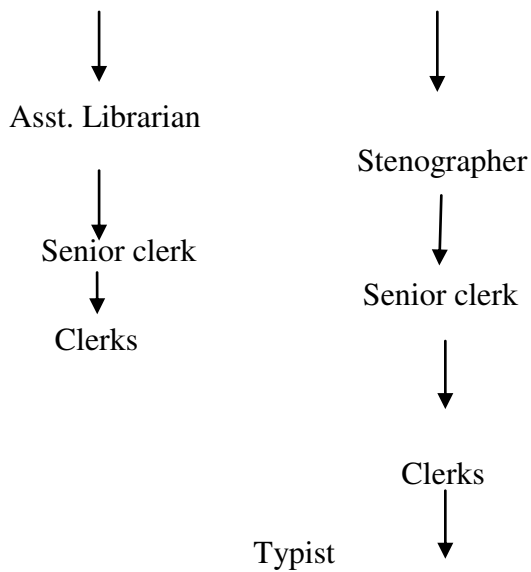 Asst. Librarian
Stenographer
Senior clerk
Senior clerk
Clerks
Clerks
Typist